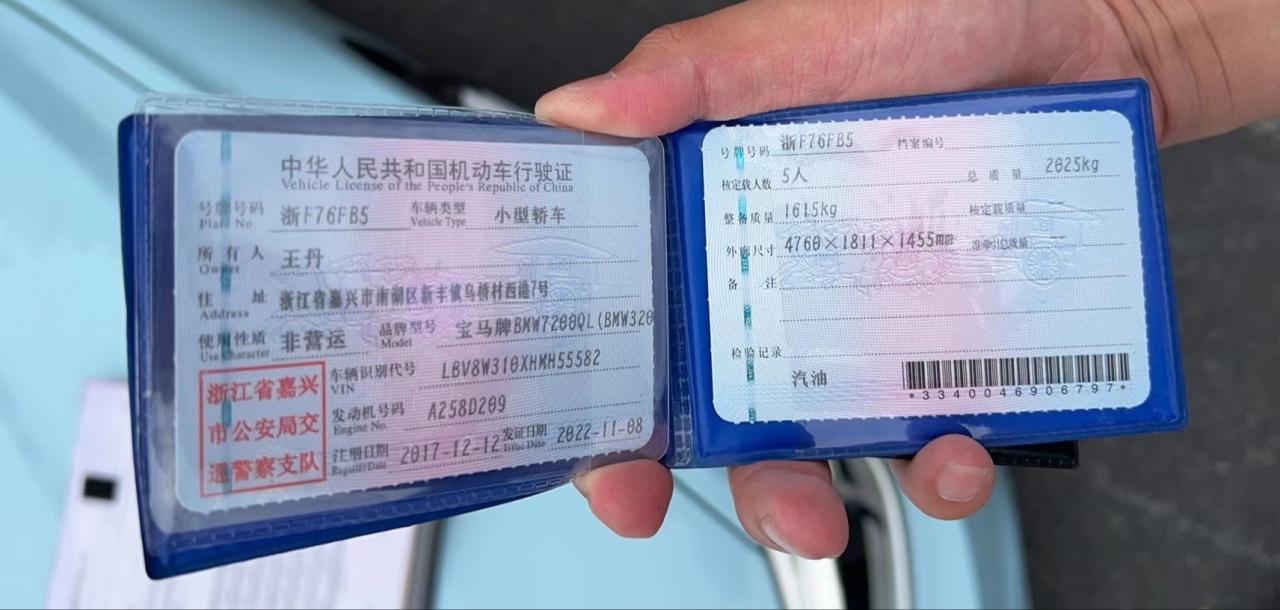 中华人民共和国机动车行驶证
Vehicle License of the People's Republic of China
号牌号码 浙F76FB5 车辆类型 小型轿车
Plate No. Vehicle Type
所有人 王丹
Owner
住址 浙江省嘉兴市南湖区新丰镇乌桥村西港7号
Address
使用性质 非营运 品牌型号 宝马牌BMW7200QL(BMW320
Use Character Model
浙江省嘉兴
市公安局交
通警察支队
车辆识别代号 LBV8W310XHMH55582
VIN
发动机号码 A258D209
Engine No.
注册日期 2017-12-12 发证日期 2022-11-08
Register Date Issue Date
号牌号码 浙F76FB5 档案编号
核定载人数 5人 总质量 2025kg
整备质量 1615kg 核定载质量 --
外廓尺寸 4760×1811×1455mm 准牵引总质量 --
备注
检验记录
汽油
*3340046906797*